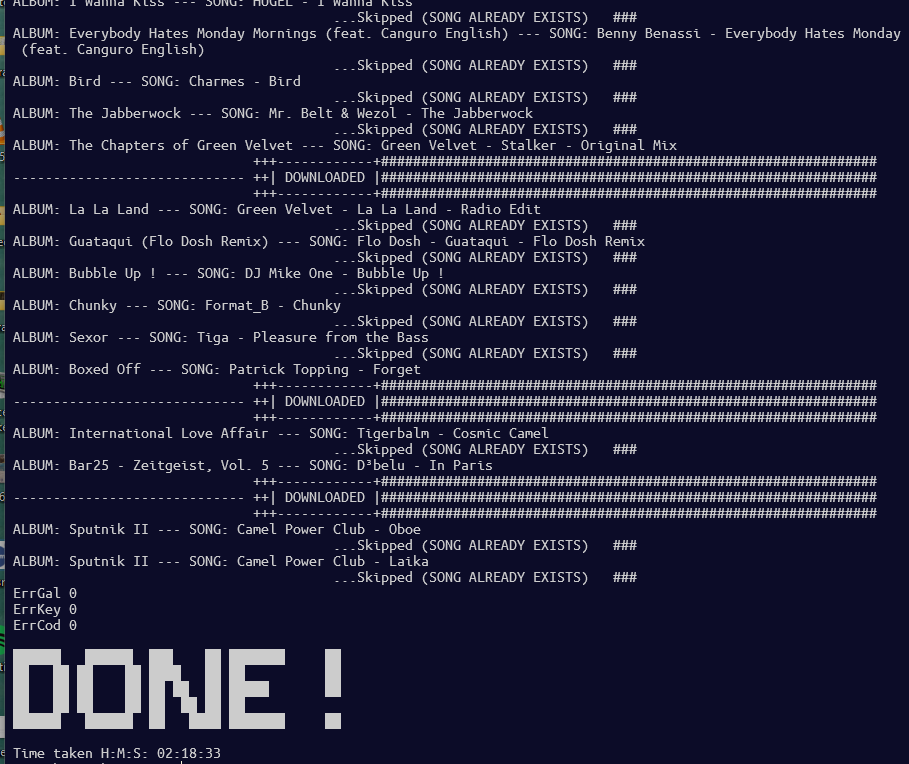 ALBUM: I Wanna Kiss --- SONG: HUGEL - I Wanna Kiss
...Skipped (SONG ALREADY EXISTS)   ###
ALBUM: Everybody Hates Monday Mornings (feat. Canguro English) --- SONG: Benny Benassi - Everybody Hates Monday
(feat. Canguro English)
...Skipped (SONG ALREADY EXISTS)   ###
ALBUM: Bird --- SONG: Charmes - Bird
...Skipped (SONG ALREADY EXISTS)   ###
ALBUM: The Jabberwock --- SONG: Mr. Belt & Wezol - The Jabberwock
...Skipped (SONG ALREADY EXISTS)   ###
ALBUM: The Chapters of Green Velvet --- SONG: Green Velvet - Stalker - Original Mix
+++------------+##############################################################
----------------------------- ++| DOWNLOADED |##############################################################
+++------------+##############################################################
ALBUM: La La Land --- SONG: Green Velvet - La La Land - Radio Edit
...Skipped (SONG ALREADY EXISTS)   ###
ALBUM: Guataqui (Flo Dosh Remix) --- SONG: Flo Dosh - Guataqui - Flo Dosh Remix
...Skipped (SONG ALREADY EXISTS)   ###
ALBUM: Bubble Up ! --- SONG: DJ Mike One - Bubble Up !
...Skipped (SONG ALREADY EXISTS)   ###
ALBUM: Chunky --- SONG: Format_B - Chunky
...Skipped (SONG ALREADY EXISTS)   ###
ALBUM: Sexor --- SONG: Tiga - Pleasure from the Bass
...Skipped (SONG ALREADY EXISTS)   ###
ALBUM: Boxed Off --- SONG: Patrick Topping - Forget
+++------------+##############################################################
----------------------------- ++| DOWNLOADED |##############################################################
+++------------+##############################################################
ALBUM: International Love Affair --- SONG: Tigerbalm - Cosmic Camel
...Skipped (SONG ALREADY EXISTS)   ###
ALBUM: Bar25 - Zeitgeist, Vol. 5 --- SONG: D³belu - In Paris
+++------------+##############################################################
----------------------------- ++| DOWNLOADED |##############################################################
+++------------+##############################################################
ALBUM: Sputnik II --- SONG: Camel Power Club - Oboe
...Skipped (SONG ALREADY EXISTS)   ###
ALBUM: Sputnik II --- SONG: Camel Power Club - Laïka
...Skipped (SONG ALREADY EXISTS)   ###
ErrGal 0
ErrKey 0
ErrCod 0
DONE !
Time taken H:M:S: 02:18:33